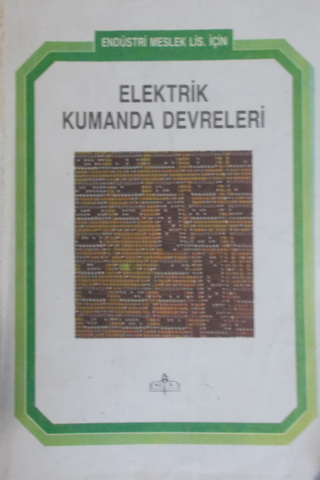 ENDÜSTRİ MESLEK LİS. İÇİN
ELEKTRİK
KUMANDA DEVRELERİ